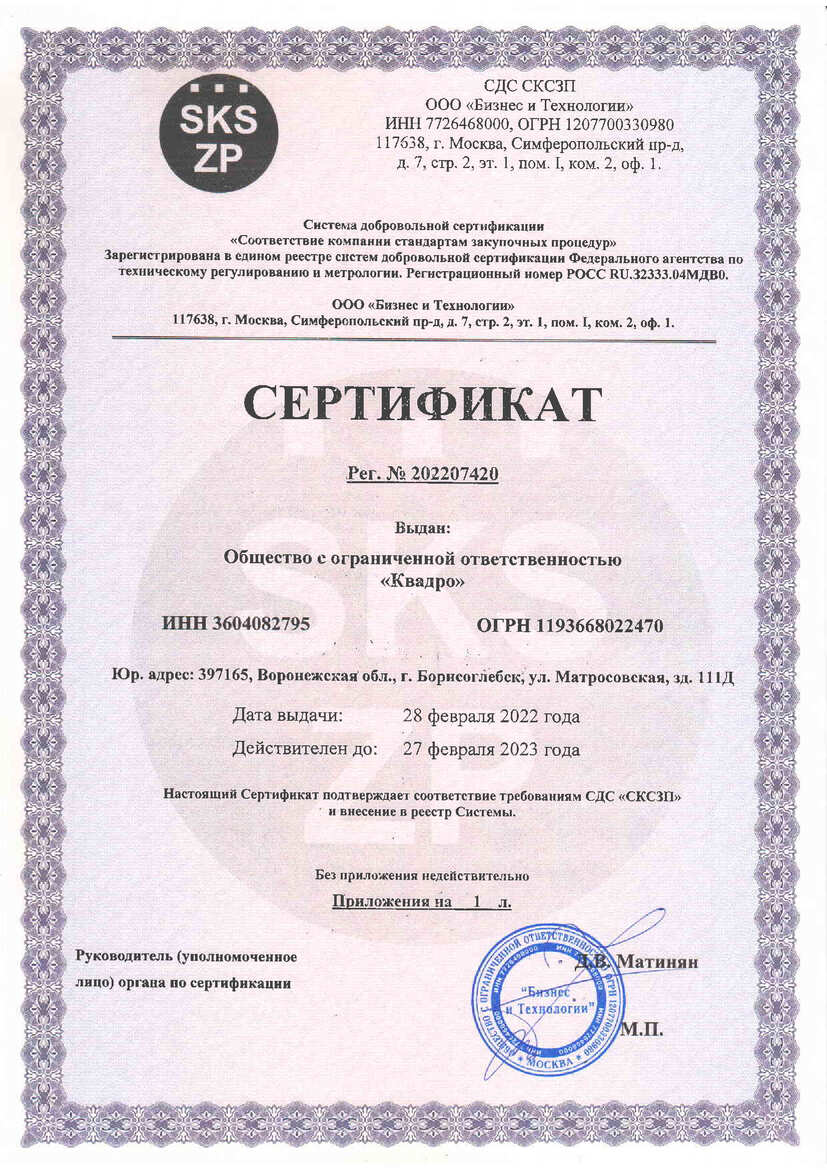 SKS
ZP
СДС СКСЗП
ООО «Бизнес и Технологии»
ИНН 7726468000, ОГРН 1207700330980
117638, г. Москва, Симферопольский пр-д,
д. 7, стр. 2, эт. 1, пом. I, ком. 2, оф. 1.
Система добровольной сертификации
«Соответствие компании стандартам закупочных процедур»
Зарегистрирована в едином реестре систем добровольной сертификации Федерального агентства по
техническому регулированию и метрологии. Регистрационный номер РОСС RU.32333.04МДВ0.
ООО «Бизнес и Технологии»
117638, г. Москва, Симферопольский пр-д, д. 7, стр. 2, эт. 1, пом. I, ком. 2, оф. 1.
СЕРТИФИКАТ
Рег. № 202207420
Выдан:
Общество с ограниченной ответственностью
«Квадро»
ИНН 3604082795 ОГРН 1193668022470
Юр. адрес: 397165, Воронежская обл., г. Борисоглебск, ул. Матросовская, зд. 111Д
Дата выдачи: 28 февраля 2022 года
Действителен до: 27 февраля 2023 года
Настоящий Сертификат подтверждает соответствие требованиям СДС «СКСЗП»
и внесение в реестр Системы.
Без приложения недействительно
Приложения на 1 л.
Руководитель (уполномоченное
лицо) органа по сертификации
Д.В. Матинян
М.П.
ОБЩЕСТВО С ОГРАНИЧЕННОЙ ОТВЕТСТВЕННОСТЬЮ ОГРН 1207700330980
ИНН 7726468000
"Бизнес
и Технологии"
* МОСКВА *
SKS
ZP